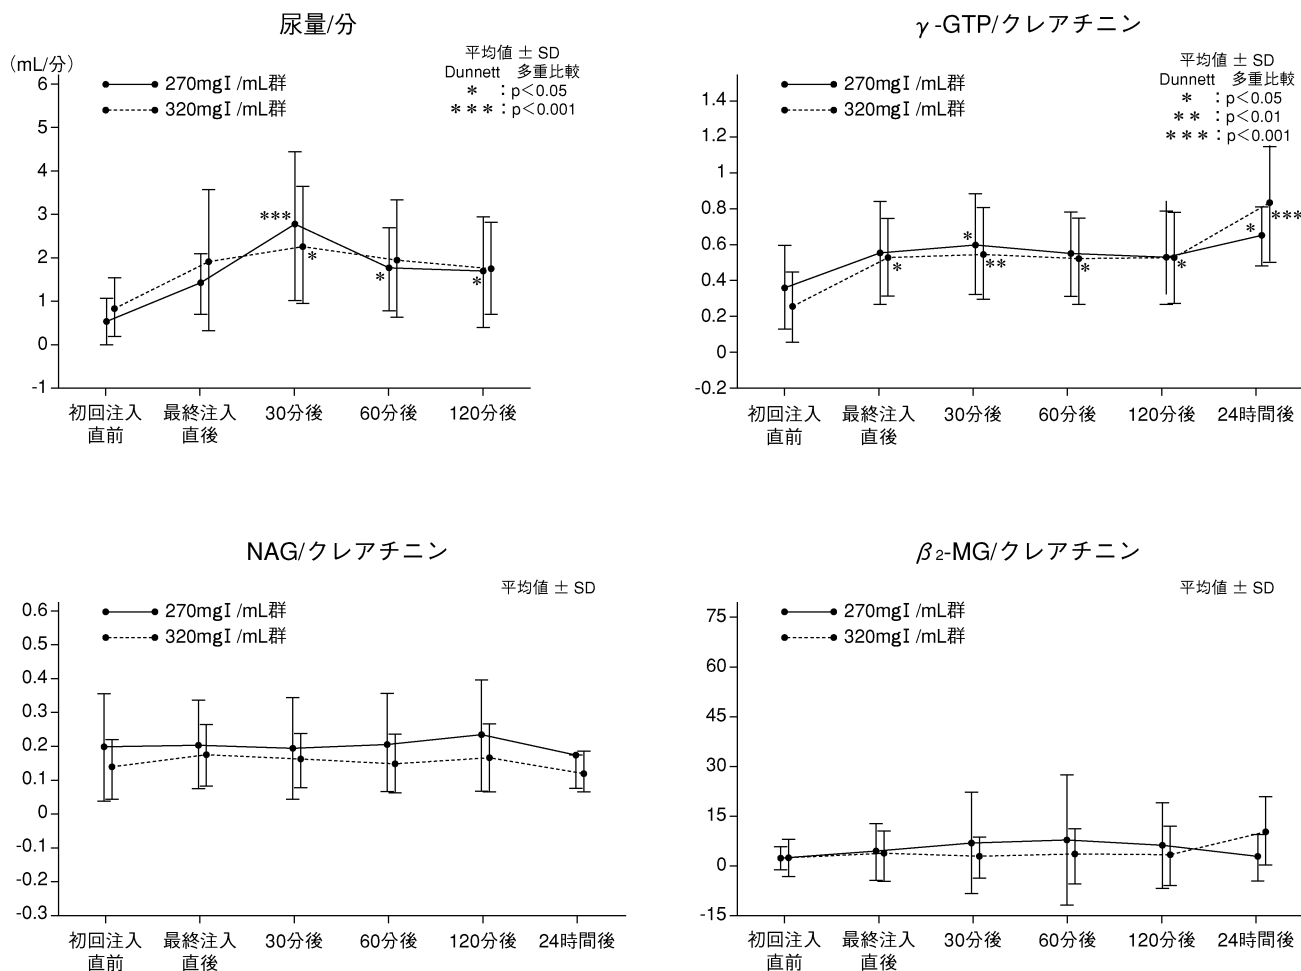 尿量/分
(mL/分)
平均値 ± SD
Dunnett 多重比較
* : p<0.05
*** : p<0.001
270mgI /mL群
320mgI /mL群
6
5
4
3
2
1
0
-1
***
*
*
*
初回注入直前
最終注入直後
30分後
60分後
120分後
γ-GTP/クレアチニン
平均値 ± SD
Dunnett 多重比較
* : p<0.05
** : p<0.01
*** : p<0.001
270mgI /mL群
320mgI /mL群
1.4
1.2
1
0.8
0.6
0.4
0.2
0
-0.2
*
*
**
*
*
*
***
初回注入直前
最終注入直後
30分後
60分後
120分後
24時間後
NAG/クレアチニン
平均値 ± SD
270mgI /mL群
320mgI /mL群
0.6
0.5
0.4
0.3
0.2
0.1
0
-0.1
-0.2
-0.3
初回注入直前
最終注入直後
30分後
60分後
120分後
24時間後
β2-MG/クレアチニン
平均値 ± SD
270mgI /mL群
320mgI /mL群
75
60
45
30
15
0
-15
初回注入直前
最終注入直後
30分後
60分後
120分後
24時間後